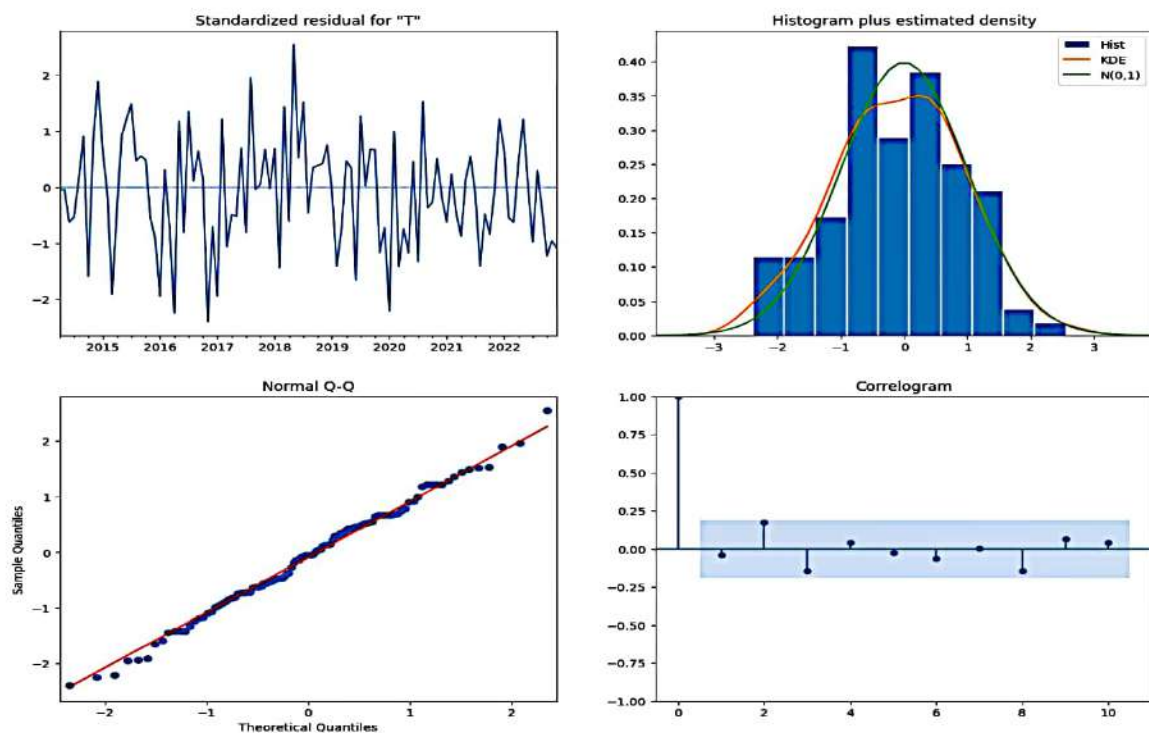 Standardized residual for "T"
2
1
0
−1
−2
2015 2016 2017 2018 2019 2020 2021 2022
Histogram plus estimated density
Hist
KDE
N(0,1)
0.40
0.35
0.30
0.25
0.20
0.15
0.10
0.05
0.00
−3 −2 −1 0 1 2 3
Normal Q-Q
Sample Quantiles
2
1
0
−1
−2
−2 −1 0 1 2
Theoretical Quantiles
Correlogram
1.00
0.75
0.50
0.25
0.00
−0.25
−0.50
−0.75
−1.00
0 2 4 6 8 10